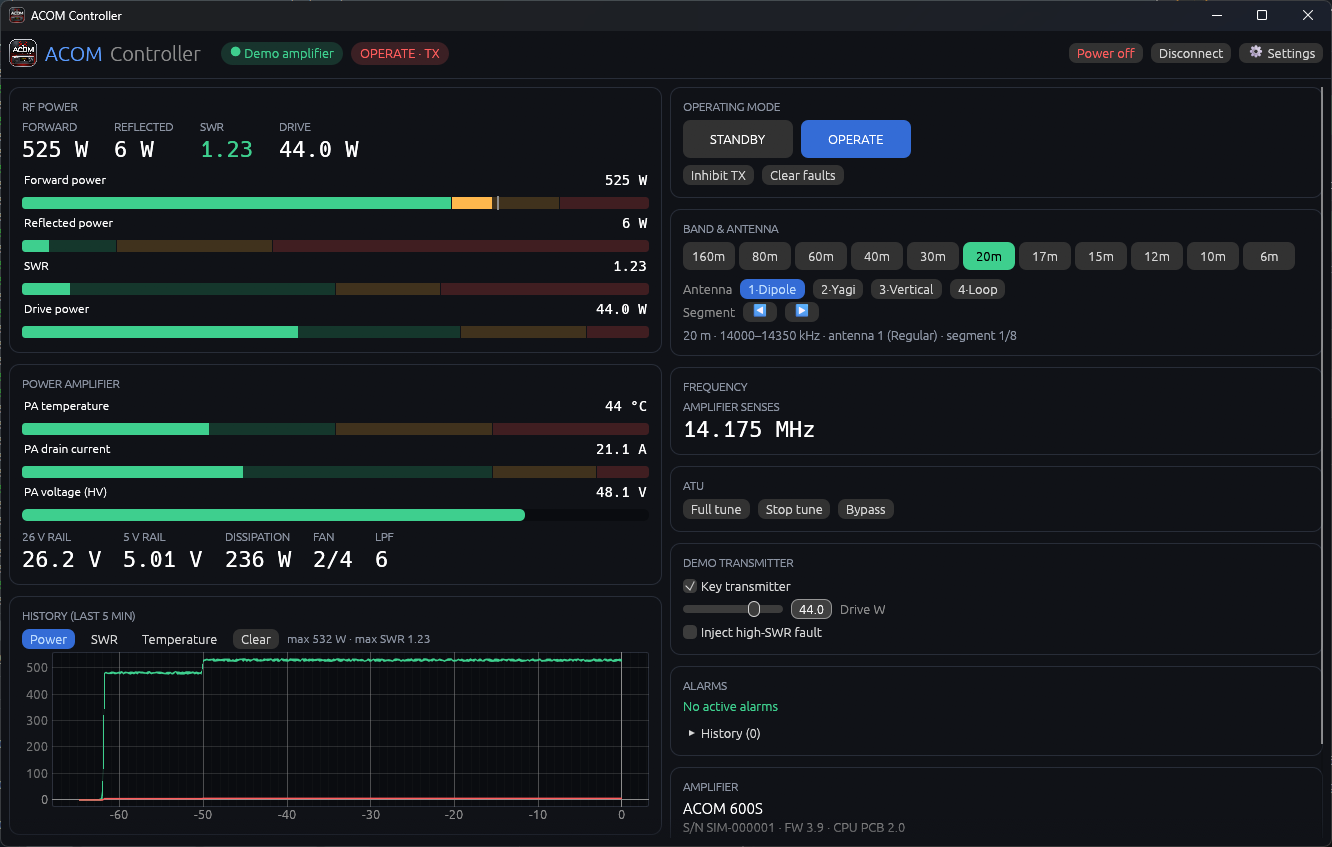 ACOM Controller
ACOM Controller
Demo amplifier
OPERATE · TX
Power off
Disconnect
Settings
RF POWER
FORWARD REFLECTED SWR DRIVE
525 W 6 W 1.23 44.0 W
Forward power 525 W
Reflected power 6 W
SWR 1.23
Drive power 44.0 W
POWER AMPLIFIER
PA temperature 44 °C
PA drain current 21.1 A
PA voltage (HV) 48.1 V
26 V RAIL 5 V RAIL DISSIPATION FAN LPF
26.2 V 5.01 V 236 W 2/4 6
HISTORY (LAST 5 MIN)
Power SWR Temperature Clear max 532 W · max SWR 1.23
500
400
300
200
100
0
-60 -50 -40 -30 -20 -10 0
OPERATING MODE
STANDBY OPERATE
Inhibit TX Clear faults
BAND & ANTENNA
160m 80m 60m 40m 30m 20m 17m 15m 12m 10m 6m
Antenna 1·Dipole 2·Yagi 3·Vertical 4·Loop
Segment ◀ ▶
20 m · 14000–14350 kHz · antenna 1 (Regular) · segment 1/8
FREQUENCY
AMPLIFIER SENSES
14.175 MHz
ATU
Full tune Stop tune Bypass
DEMO TRANSMITTER
Key transmitter
44.0 Drive W
Inject high-SWR fault
ALARMS
No active alarms
History (0)
AMPLIFIER
ACOM 600S
S/N SIM-000001 · FW 3.9 · CPU PCB 2.0